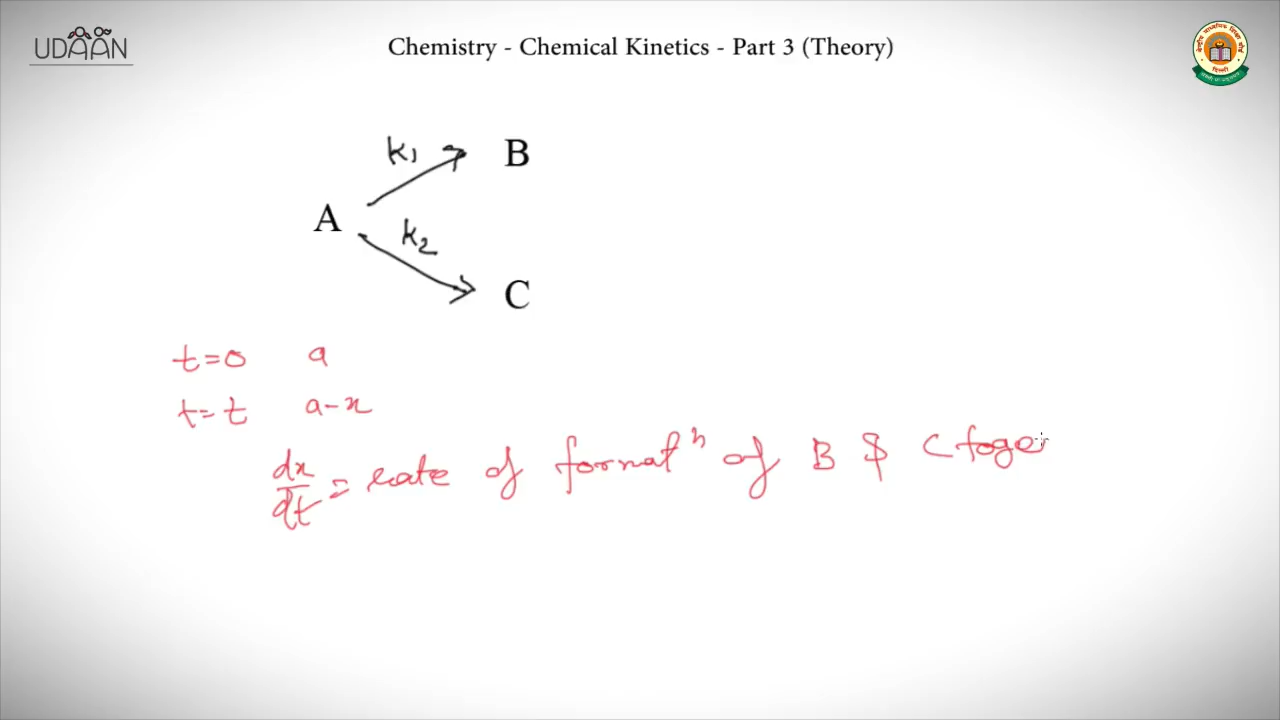 UDAAN
Chemistry - Chemical Kinetics - Part 3 (Theory)
k1
B
A
k2
C
t=0 a
t=t a-x
dx/dt = rate of formatn of B & C toge